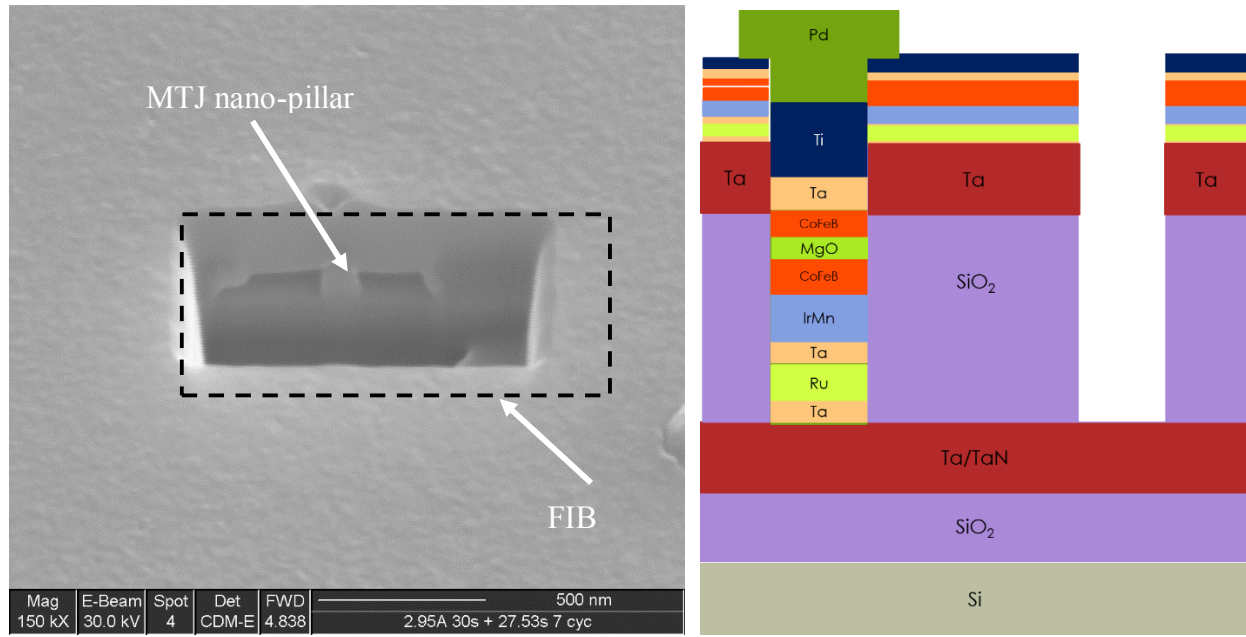 MTJ nano-pillar
FIB
Mag E-Beam Spot Det FWD 500 nm
150 kX 30.0 kV 4 CDM-E 4.838 2.95A 30s + 27.53s 7 cyc
Pd
Ti
Ta Ta Ta
Ta
CoFeB
MgO
CoFeB
SiO2
IrMn
Ta
Ru
Ta
Ta/TaN
SiO2
Si